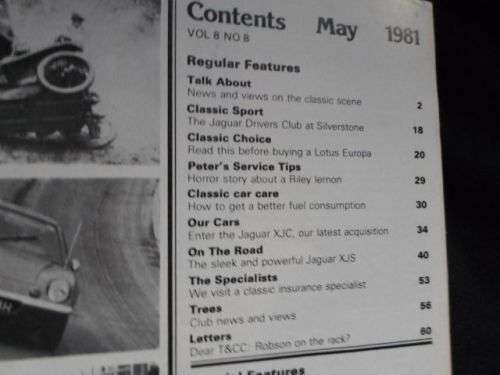 Contents May 1981
VOL 8 NO 8
Regular Features
Talk About
News and views on the classic scene 2
Classic Sport
The Jaguar Drivers Club at Silverstone 18
Classic Choice
Read this before buying a Lotus Europa 20
Peter's Service Tips
Horror story about a Riley lemon 29
Classic car care
How to get a better fuel consumption 30
Our Cars
Enter the Jaguar XJC, our latest acquisition 34
On The Road
The sleek and powerful Jaguar XJS 40
The Specialists
We visit a classic insurance specialist 53
Trees
Club news and views 56
Letters
Dear T&CC: Robson on the rack? 60
Features